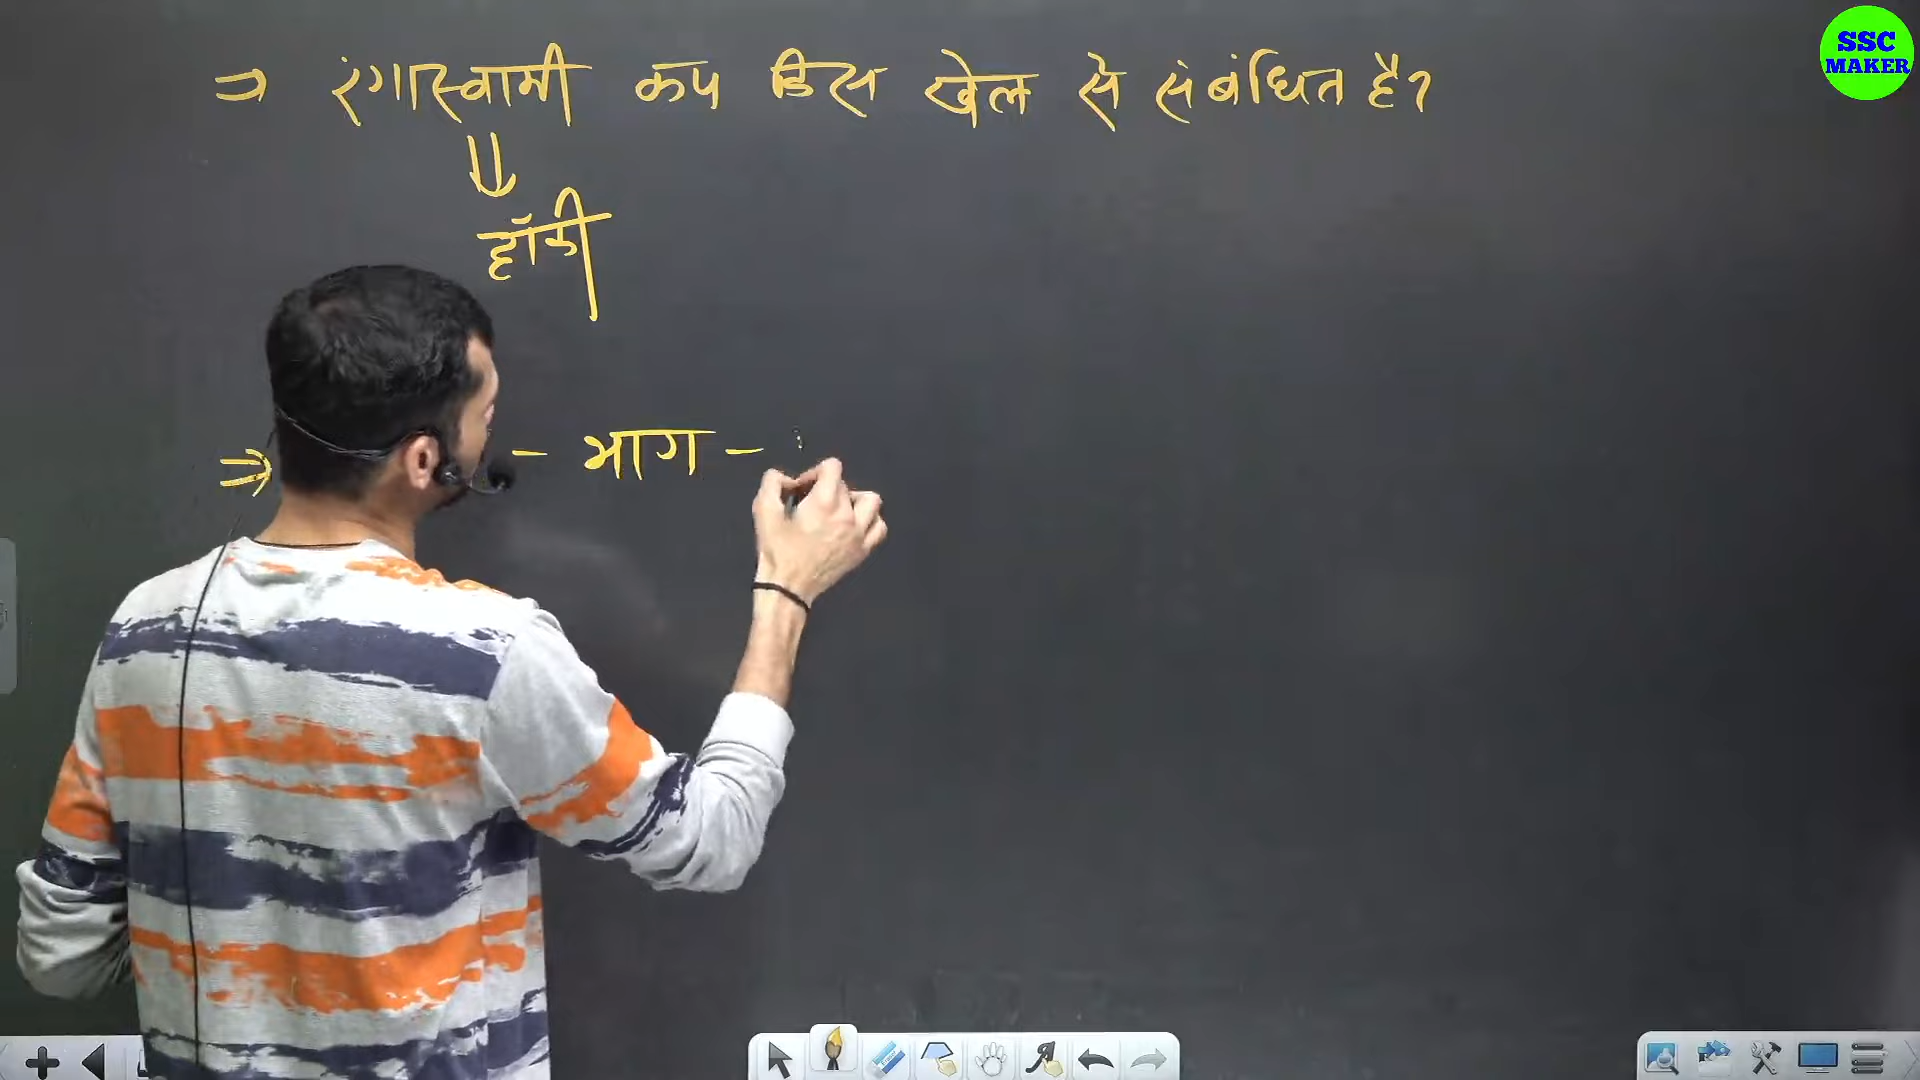 ⇒ रंगास्वामी कप किस खेल से संबंधित है?
⇓
हॉकी
⇒ - भाग -
SSC
MAKER